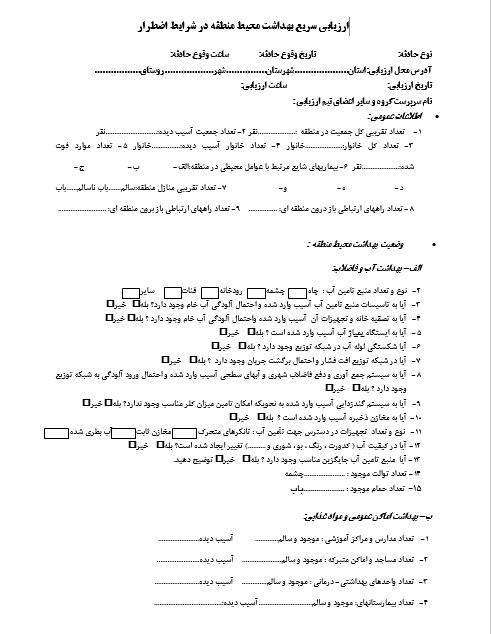 ارزیابی سریع بهداشت محیط منطقه در شرایط اضطرار
نوع حادثه: تاریخ وقوع حادثه: ساعت وقوع حادثه:
آدرس محل ارزیابی:استان....................شهرستان...............شهر...................روستای.................
تاریخ ارزیابی: ساعت ارزیابی:
نام سرپرست گروه و سایر اعضای تیم ارزیابی:
• اطلاعات عمومی:
۱- تعداد تقریبی کل جمعیت در منطقه :...................نفر ۲- تعداد جمعیت آسیب دیده:............................نفر
۳- تعداد کل خانوار:....................خانوار ۴- تعداد خانوار آسیب دیده:...............خانوار ۵- تعداد موارد فوت
شده:...................نفر ۶- بیماریهای شایع مرتبط با عوامل محیطی در منطقه:الف- ب- ج-
د- ه- و- ۷- تعداد تقریبی منازل منطقه:سالم......باب ناسالم......باب
۸- تعداد راههای ارتباطی باز درون منطقه ای: ............... ۹- تعداد راههای ارتباطی باز برون منطقه ای: .........................
• وضعیت بهداشت محیط منطقه :
الف- بهداشت آب و فاضلاب:
۲- نوع و تعداد منبع تامین آب : چاه چشمه رودخانه قنات سایر
۳- آیا به تاسیسات منبع تامین آب آسیب وارد شده و احتمال آلودگی آب خام وجود دارد؟ بله خیر
۴- آیا به تصفیه خانه و تجهیزات آن آسیب وارد شده واحتمال آلودگی آب خام وجود دارد ؟ بله خیر
۵- آیا به ایستگاه پمپاژ آب آسیب وارد شده است ؟ بله خیر
۶- آیا شکستگی لوله آب در شبکه توزیع وجود دارد ؟ بله خیر
۷- آیا در شبکه توزیع افت فشار و احتمال برگشت جریان وجود دارد ؟ بله خیر
۸- آیا به سیستم جمع آوری و دفع فاضلاب شهری و آبهای سطحی آسیب وارد شده و احتمال ورود آلودگی به شبکه توزیع
وجود دارد ؟ بله خیر
۹- آیا به سیستم گندزدایی آسیب وارد شده به نحویکه امکان تامین میزان کلر مناسب وجود ندارد؟ بله خیر
۱۰- آیا به مخازن ذخیره آسیب وارد شده است ؟ بله خیر
۱۱- نوع و تعداد تجهیزات در دسترس جهت تأمین آب : تانکرهای متحرک مخازن ثابت آب بطری شده
۱۲- آیا در کیفیت آب ( کدورت ، رنگ ، بو ، شوری و .........) تغییر ایجاد شده است؟ بله خیر
۱۳- آیا منبع تامین آب جایگزین مناسب وجود دارد ؟ بله خیر توضیح دهید.
۱۴- تعداد توالت موجود : ......................چشمه
۱۵- تعداد حمام موجود : ......................باب
ب- بهداشت اماکن عمومی و مواد غذایی:
۱- تعداد مدارس و مراکز آموزشی : موجود و سالم............ آسیب دیده....................
۲- تعداد مساجد و اماکن متبرکه : موجود و سالم.................... آسیب دیده....................
۳- تعداد واحدهای بهداشتی - درمانی : موجود و سالم............ آسیب دیده....................
۴- تعداد بیمارستانهای: موجود و سالم......................... آسیب دیده:..............................